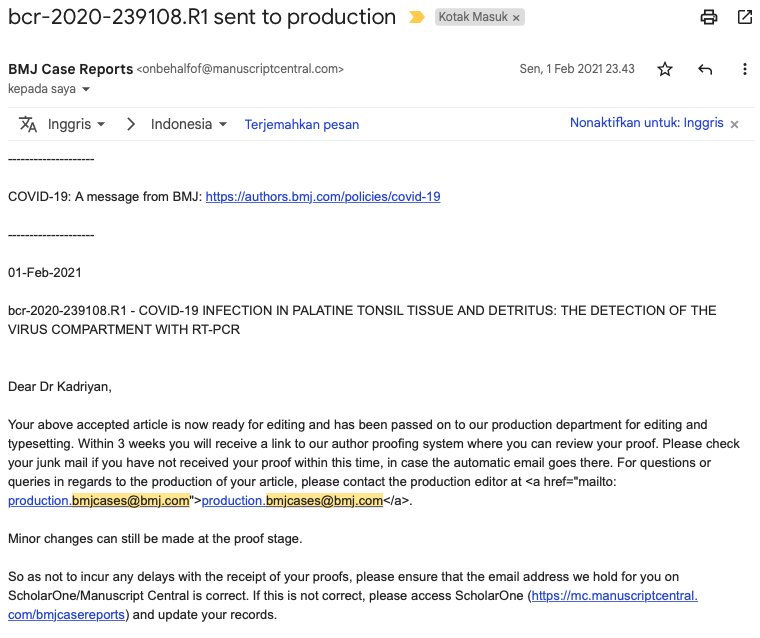 bcr-2020-239108.R1 sent to production
Kotak Masuk ×
BMJ Case Reports <onbehalfof@manuscriptcentral.com>
Sen, 1 Feb 2021 23.43
kepada saya
Inggris > Indonesia Terjemahkan pesan
Nonaktifkan untuk: Inggris ×
--------------------
COVID-19: A message from BMJ: https://authors.bmj.com/policies/covid-19
--------------------
01-Feb-2021
bcr-2020-239108.R1 - COVID-19 INFECTION IN PALATINE TONSIL TISSUE AND DETRITUS: THE DETECTION OF THE
VIRUS COMPARTMENT WITH RT-PCR
Dear Dr Kadriyan,
Your above accepted article is now ready for editing and has been passed on to our production department for editing and
typesetting. Within 3 weeks you will receive a link to our author proofing system where you can review your proof. Please check
your junk mail if you have not received your proof within this time, in case the automatic email goes there. For questions or
queries in regards to the production of your article, please contact the production editor at <a href="mailto:
production.bmjcases@bmj.com">production.bmjcases@bmj.com</a>.
Minor changes can still be made at the proof stage.
So as not to incur any delays with the receipt of your proofs, please ensure that the email address we hold for you on
ScholarOne/Manuscript Central is correct. If this is not correct, please access ScholarOne (https://mc.manuscriptcentral.
com/bmjcasereports) and update your records.